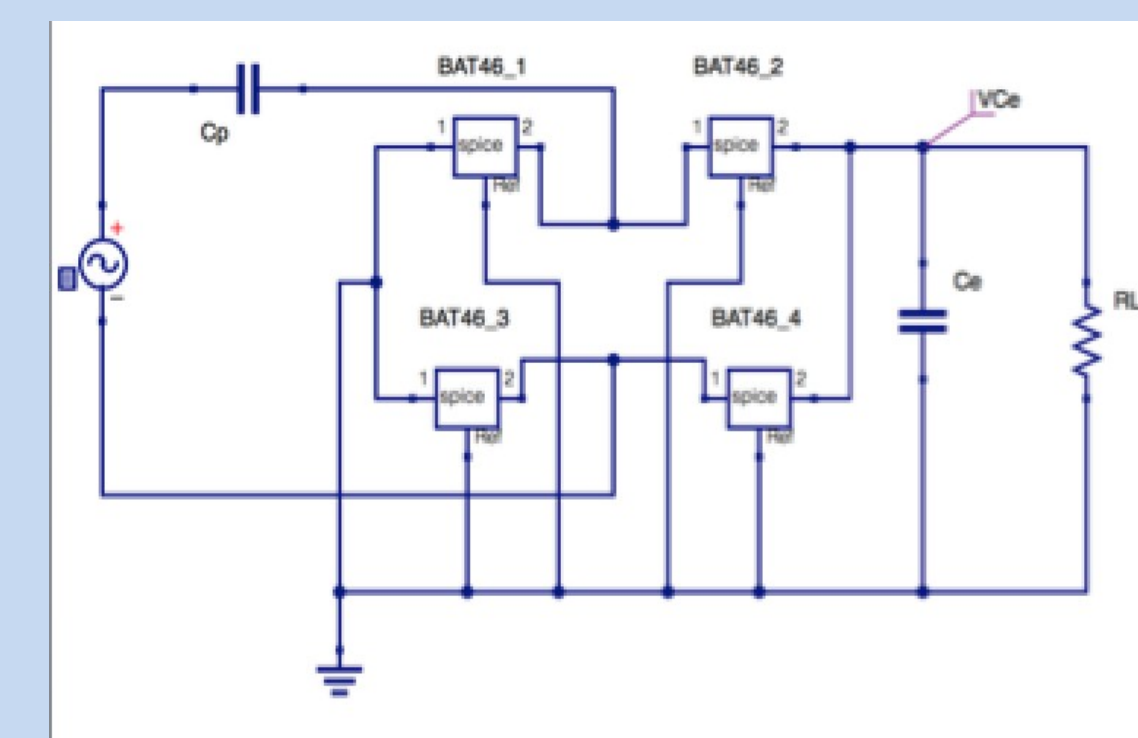 BAT46_1
BAT46_2
VCe
Cp
1
2
1
2
spice
spice
Ref
Ref
+
−
Ce
RL
BAT46_3
BAT46_4
1
2
1
2
spice
spice
Ref
Ref